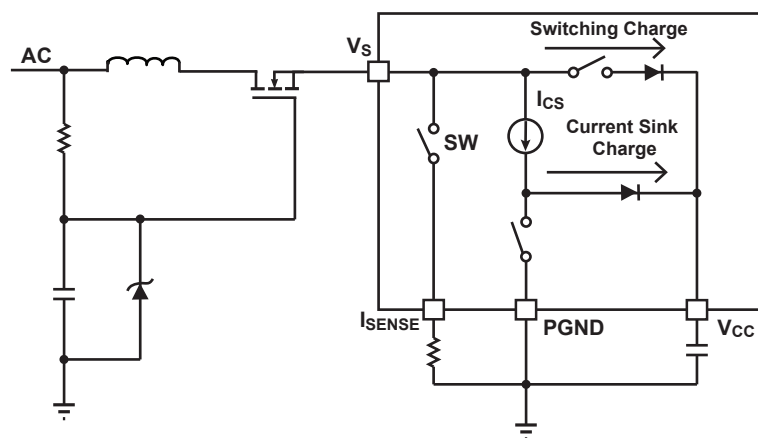 Switching Charge
AC
VS
ICS
SW
Current Sink
Charge
ISENSE
PGND
VCC